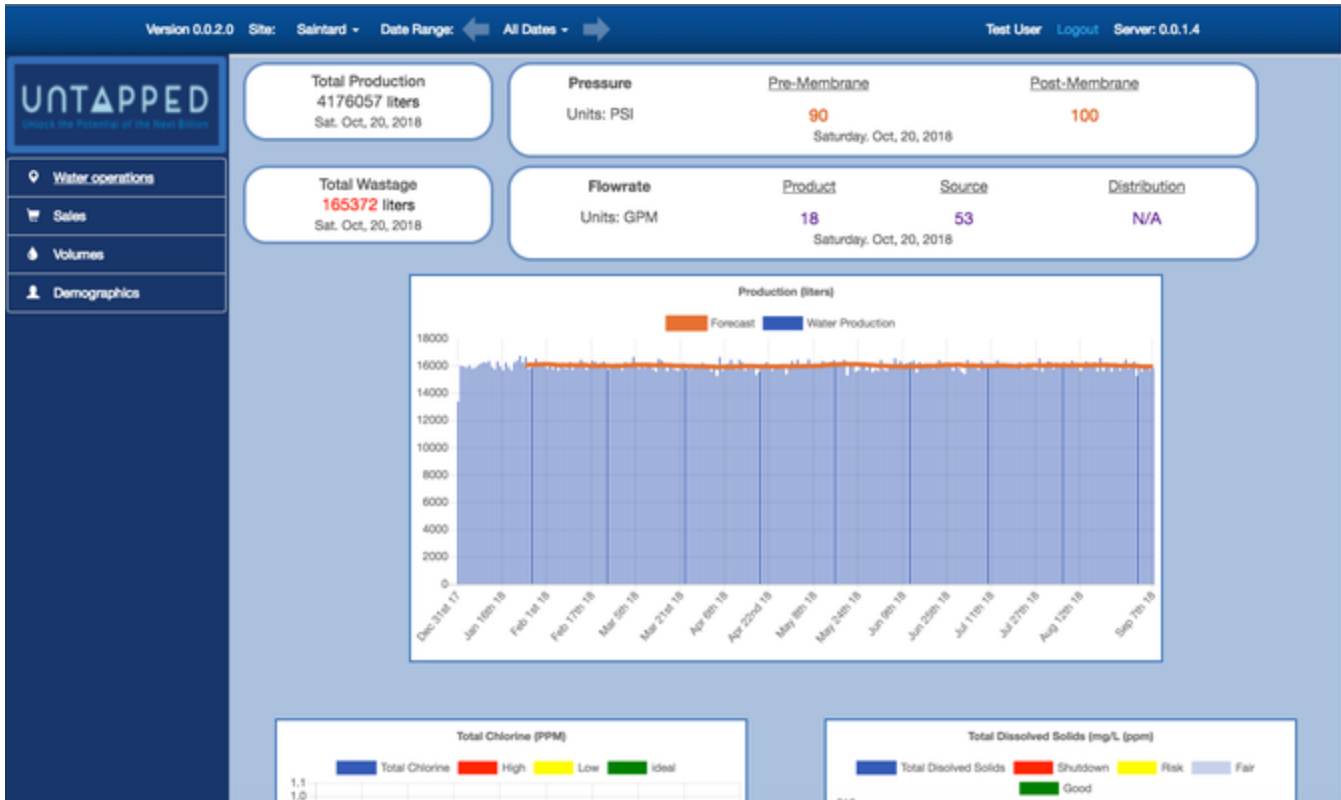 Version 0.0.2.0 Site: Saintard Date Range: All Dates Test User Logout Server: 0.0.1.4
UNTAPPED
Unlock the Potential of the Next Billion
Water operations
Sales
Volumes
Demographics
Total Production
4176057 liters
Sat. Oct, 20, 2018
Pressure Pre-Membrane Post-Membrane
Units: PSI 90 100
Saturday. Oct, 20, 2018
Total Wastage
165372 liters
Sat. Oct, 20, 2018
Flowrate Product Source Distribution
Units: GPM 18 53 N/A
Saturday. Oct, 20, 2018
Production (liters)
Forecast Water Production
18000
16000
14000
12000
10000
8000
6000
4000
2000
0
Dec 31st 17 Jan 16th 18 Feb 1st 18 Feb 17th 18 Mar 5th 18 Mar 21st 18 Apr 6th 18 Apr 22nd 18 May 8th 18 May 24th 18 Jun 9th 18 Jun 25th 18 Jul 11th 18 Jul 27th 18 Aug 12th 18 Sep 7th 18
Total Chlorine (PPM)
Total Chlorine High Low ideal
1.1
1.0
Total Dissolved Solids (mg/L (ppm)
Total Disolved Solids Shutdown Risk Fair
Good